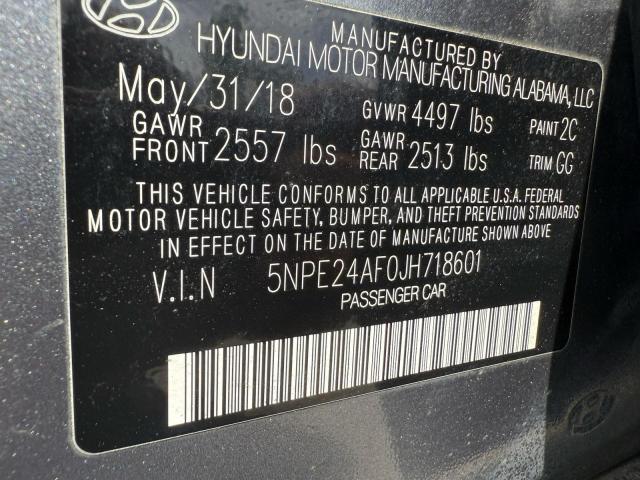 MANUFACTURED BY
HYUNDAI MOTOR MANUFACTURING ALABAMA, LLC
May/31/18 GVWR 4497 lbs PAINT 2C
GAWR FRONT 2557 lbs GAWR REAR 2513 lbs TRIM GG
THIS VEHICLE CONFORMS TO ALL APPLICABLE U.S.A. FEDERAL
MOTOR VEHICLE SAFETY, BUMPER, AND THEFT PREVENTION STANDARDS
IN EFFECT ON THE DATE OF MANUFACTURE SHOWN ABOVE.
V.I.N 5NPE24AF0JH718601
PASSENGER CAR